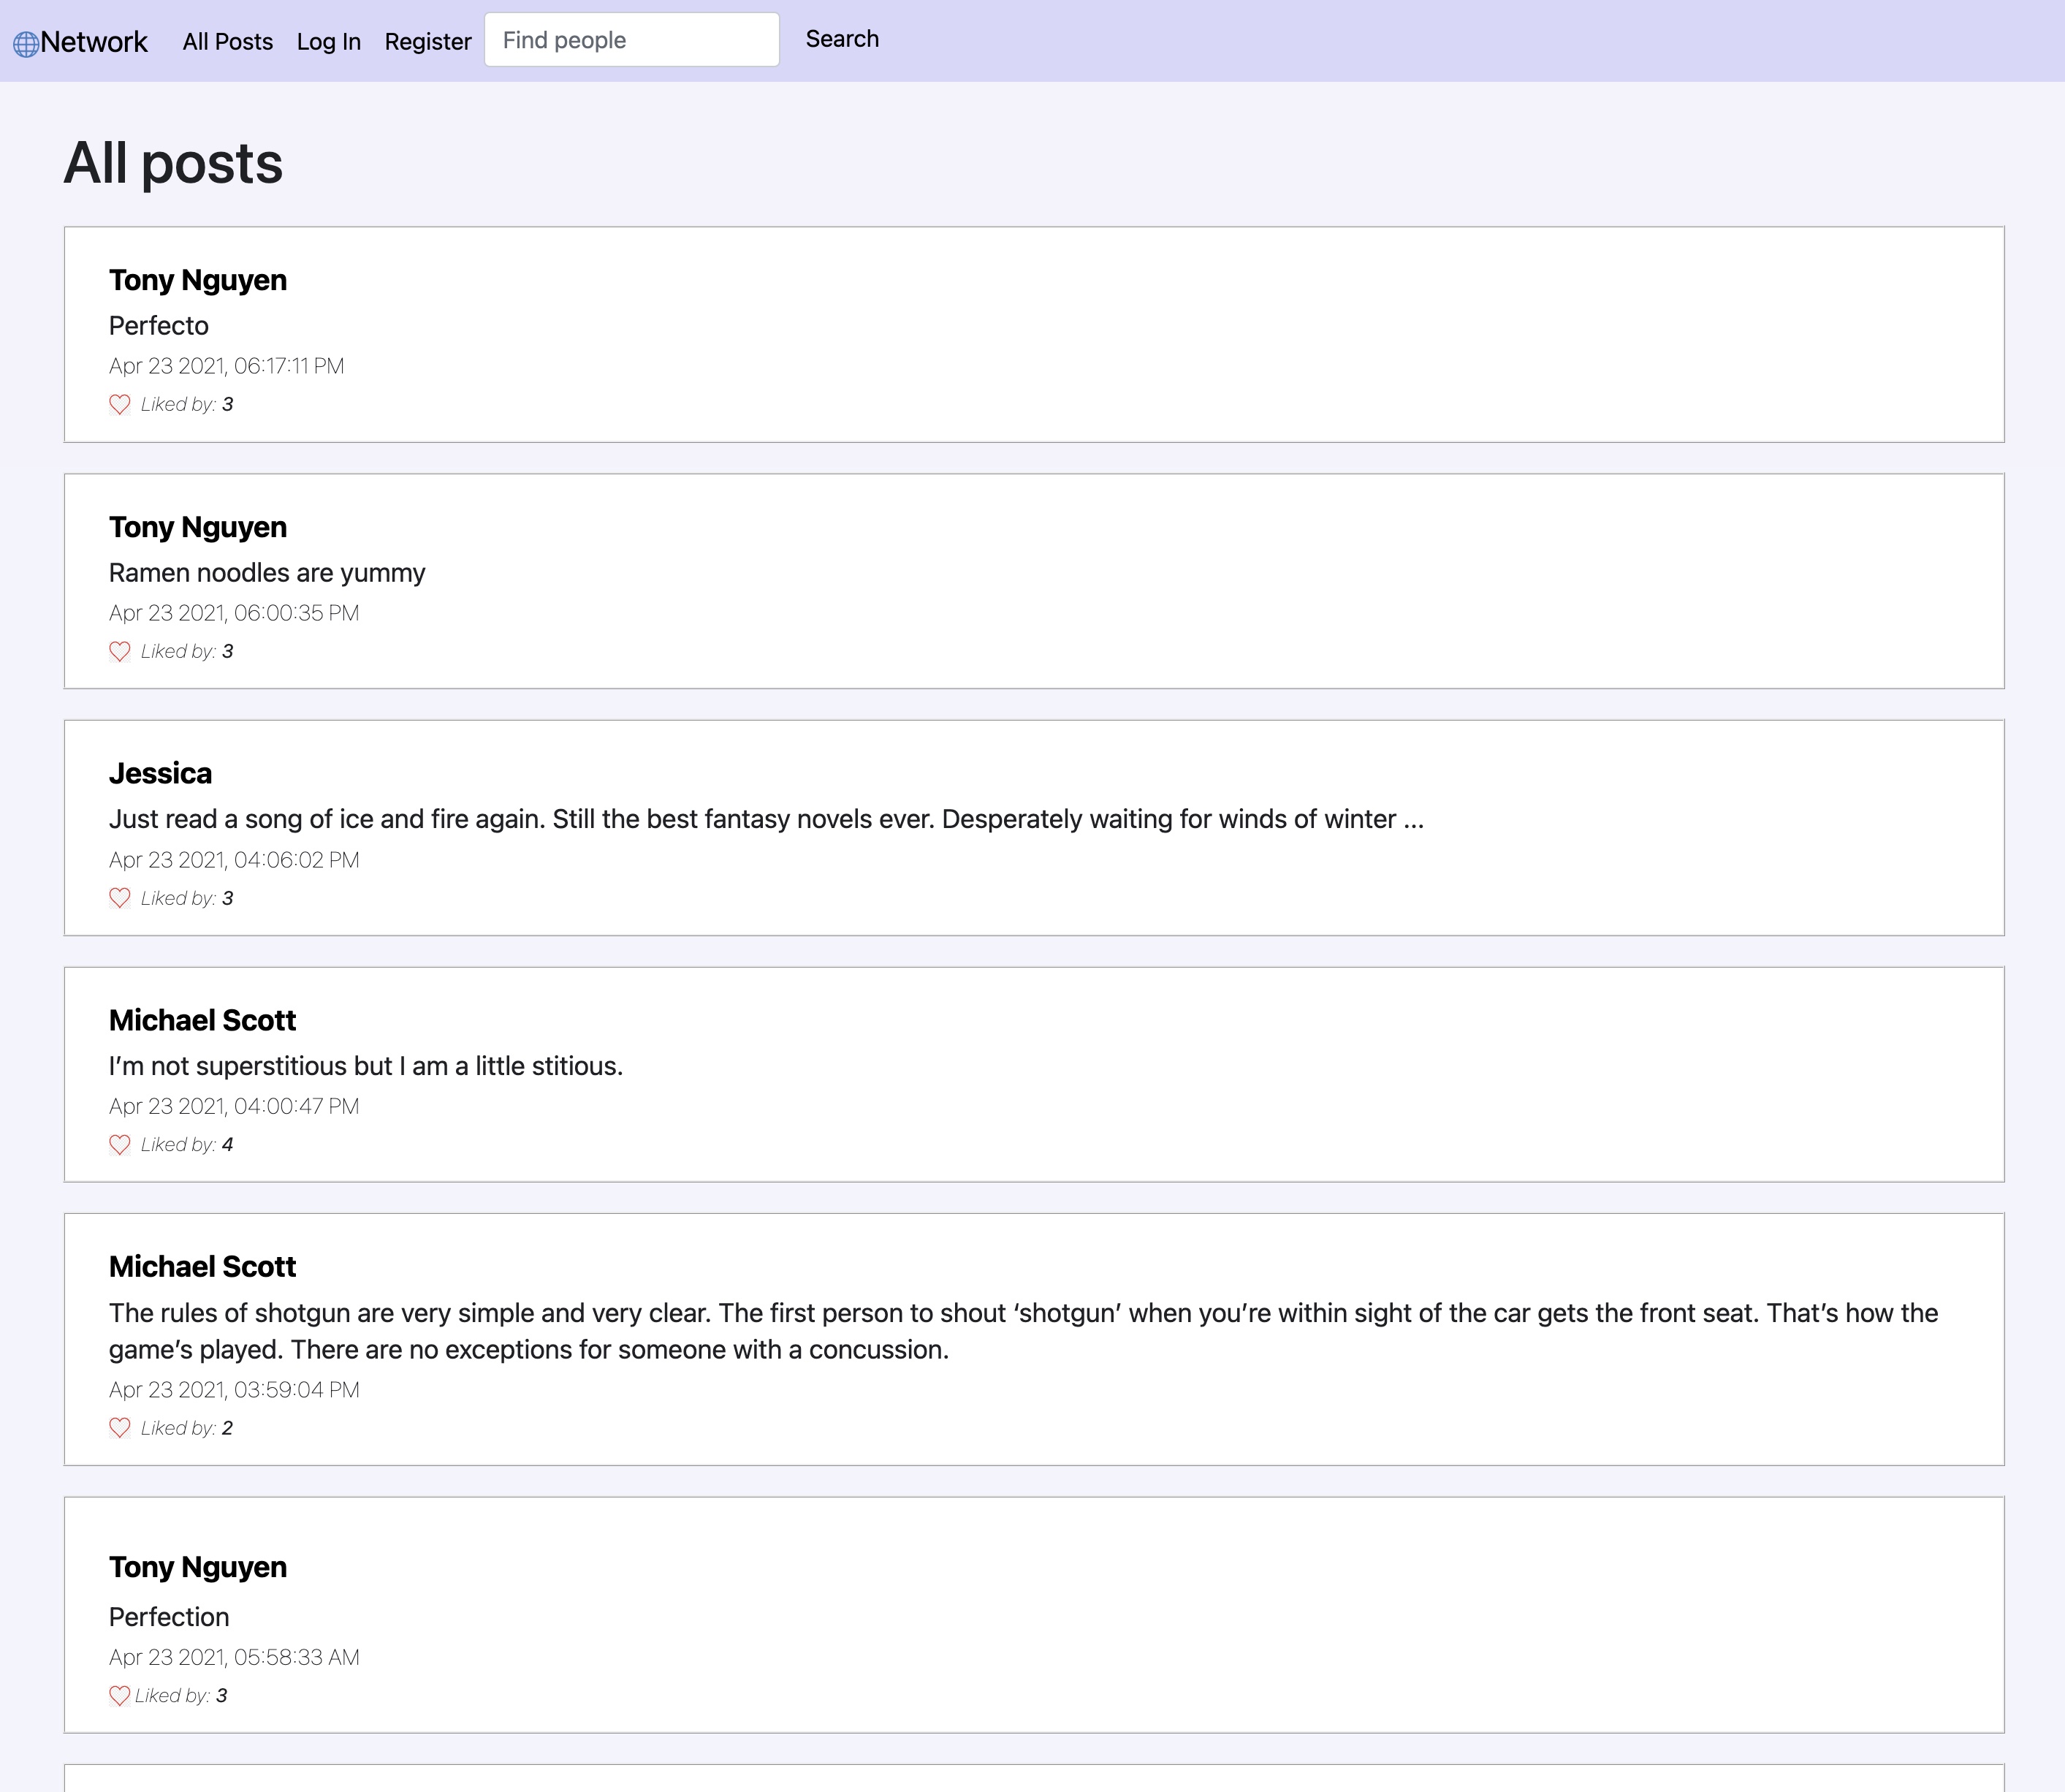 Network All Posts Log In Register Find people Search
All posts
Tony Nguyen
Perfecto
Apr 23 2021, 06:17:11 PM
Liked by: 3
Tony Nguyen
Ramen noodles are yummy
Apr 23 2021, 06:00:35 PM
Liked by: 3
Jessica
Just read a song of ice and fire again. Still the best fantasy novels ever. Desperately waiting for winds of winter ...
Apr 23 2021, 04:06:02 PM
Liked by: 3
Michael Scott
I’m not superstitious but I am a little stitious.
Apr 23 2021, 04:00:47 PM
Liked by: 4
Michael Scott
The rules of shotgun are very simple and very clear. The first person to shout ‘shotgun’ when you’re within sight of the car gets the front seat. That’s how the
game’s played. There are no exceptions for someone with a concussion.
Apr 23 2021, 03:59:04 PM
Liked by: 2
Tony Nguyen
Perfection
Apr 23 2021, 05:58:33 AM
Liked by: 3